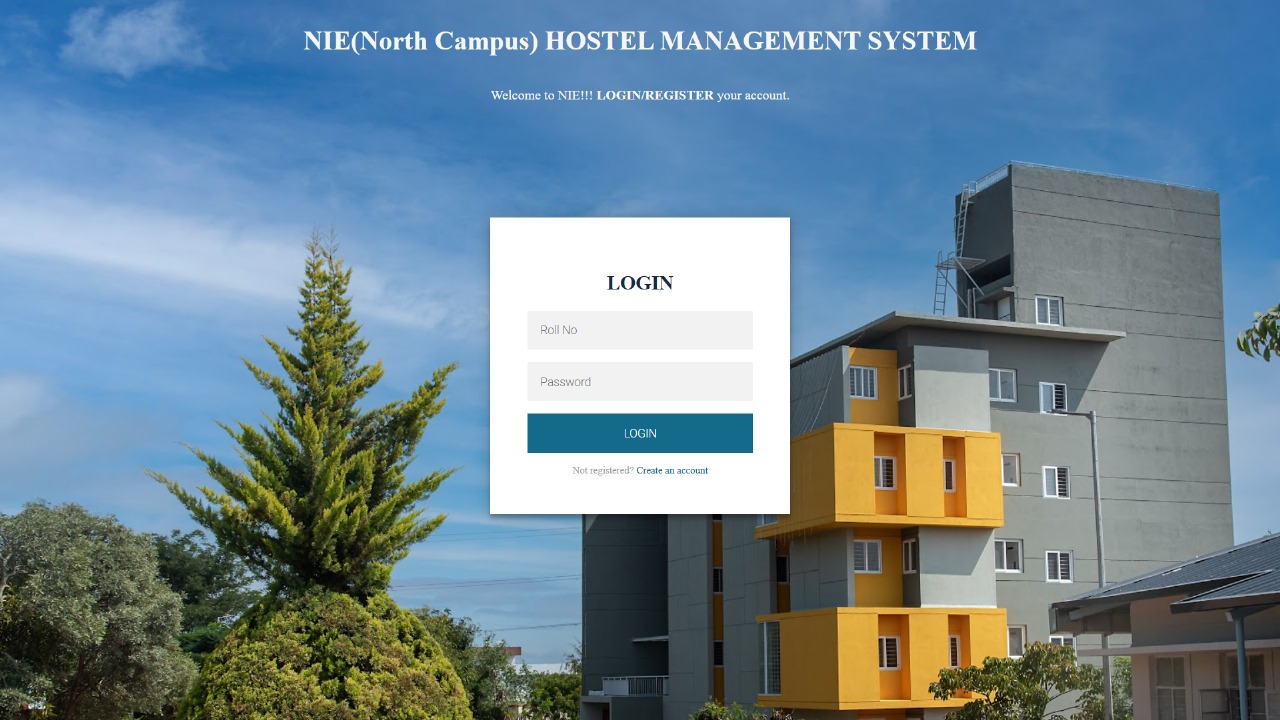 NIE(North Campus) HOSTEL MANAGEMENT SYSTEM
Welcome to NIE!!! LOGIN/REGISTER your account.
LOGIN
Roll No
Password
LOGIN
Not registered? Create an account